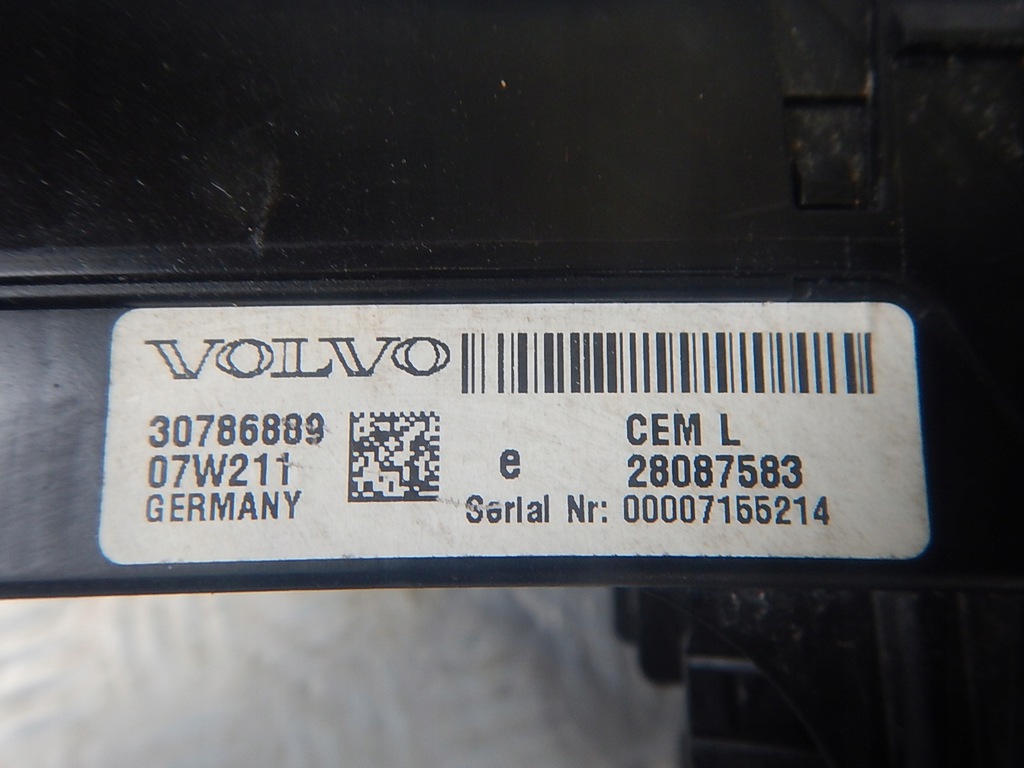 VOLVO
30786889
07W211
GERMANY
e
CEM L
28087583
Serial Nr: 00007155214